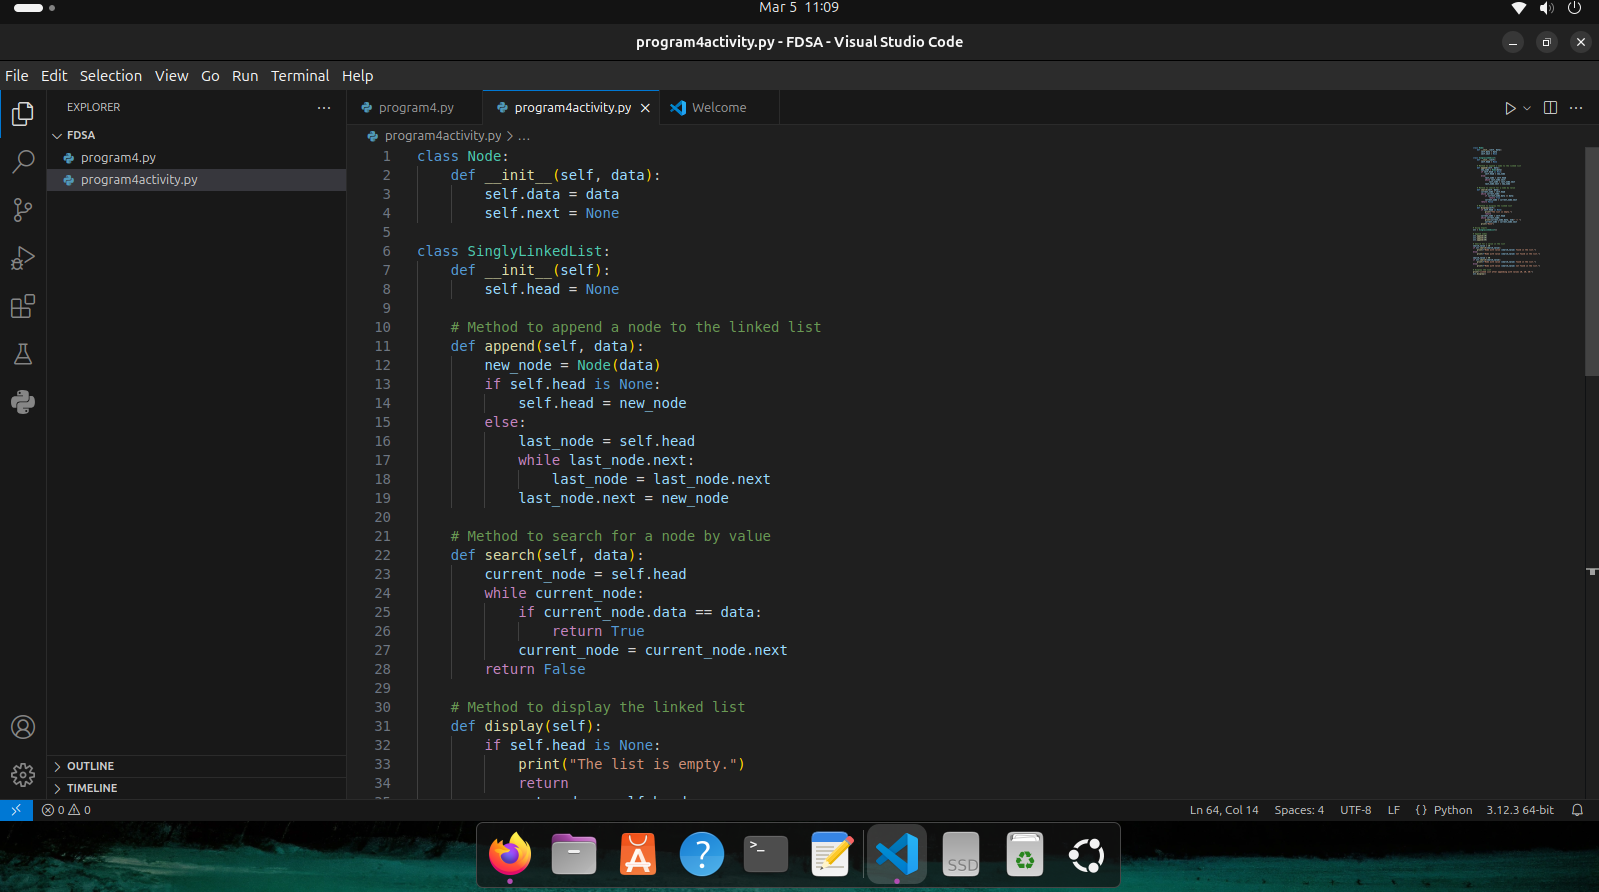 Mar 5 11:09
program4activity.py - FDSA - Visual Studio Code
File Edit Selection View Go Run Terminal Help
EXPLORER
FDSA
program4.py
program4activity.py
OUTLINE
TIMELINE
program4.py program4activity.py Welcome
program4activity.py > ...
1 class Node:
2 def __init__(self, data):
3 self.data = data
4 self.next = None
5
6 class SinglyLinkedList:
7 def __init__(self):
8 self.head = None
9
10 # Method to append a node to the linked list
11 def append(self, data):
12 new_node = Node(data)
13 if self.head is None:
14 self.head = new_node
15 else:
16 last_node = self.head
17 while last_node.next:
18 last_node = last_node.next
19 last_node.next = new_node
20
21 # Method to search for a node by value
22 def search(self, data):
23 current_node = self.head
24 while current_node:
25 if current_node.data == data:
26 return True
27 current_node = current_node.next
28 return False
29
30 # Method to display the linked list
31 def display(self):
32 if self.head is None:
33 print("The list is empty.")
34 return
0 0 Ln 64, Col 14 Spaces: 4 UTF-8 LF {} Python 3.12.3 64-bit
>_
?
SSD